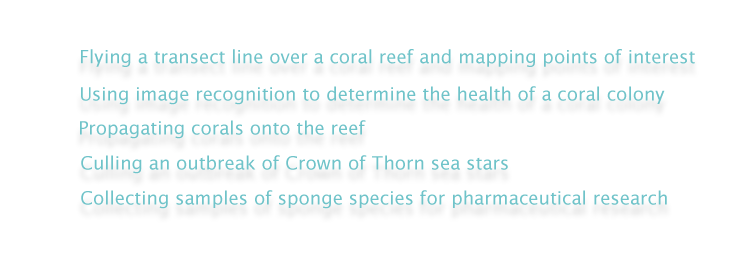 Flying a transect line over a coral reef and mapping points of interest
Using image recognition to determine the health of a coral colony
Propagating corals onto the reef
Culling an outbreak of Crown of Thorn sea stars
Collecting samples of sponge species for pharmaceutical research